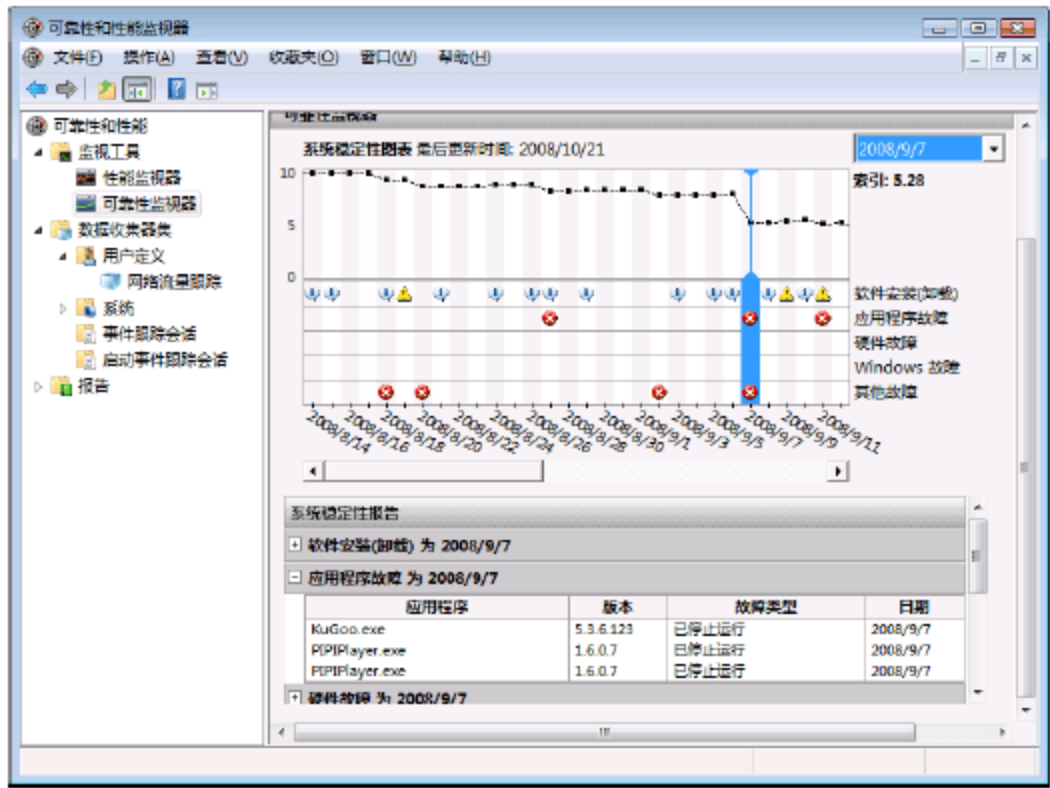 可靠性和性能监视器
文件(F) 操作(A) 查看(V) 收藏夹(O) 窗口(W) 帮助(H)
可靠性和性能
监视工具
性能监视器
可靠性监视器
数据收集器集
用户定义
网络流量跟踪
系统
事件跟踪会话
启动事件跟踪会话
报告
可靠性监视器
系统稳定性图表 最后更新时间: 2008/10/21
2008/9/7
索引: 5.28
10
5
0
软件安装(卸载)
应用程序故障
硬件故障
Windows 故障
其他故障
2008/8/14 2008/8/16 2008/8/18 2008/8/20 2008/8/22 2008/8/24 2008/8/26 2008/8/28 2008/8/30 2008/9/1 2008/9/3 2008/9/5 2008/9/7 2008/9/9 2008/9/11
系统稳定性报告
软件安装(卸载) 为 2008/9/7
应用程序故障 为 2008/9/7
应用程序 版本 故障类型 日期
KuGoo.exe 5.3.6.123 已停止运行 2008/9/7
PIPIPlayer.exe 1.6.0.7 已停止运行 2008/9/7
PIPIPlayer.exe 1.6.0.7 已停止运行 2008/9/7
硬件故障 为 2008/9/7